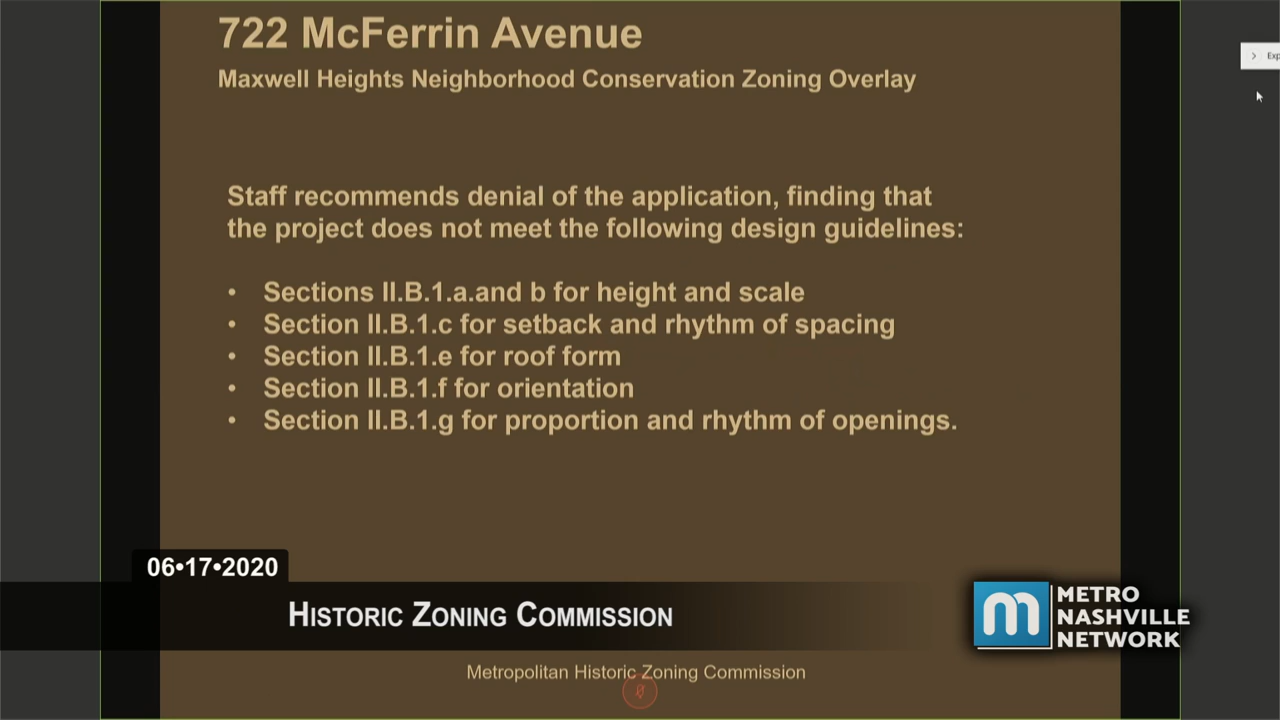 722 McFerrin Avenue
Maxwell Heights Neighborhood Conservation Zoning Overlay
Exp
Staff recommends denial of the application, finding that
the project does not meet the following design guidelines:
• Sections II.B.1.a.and b for height and scale
• Section II.B.1.c for setback and rhythm of spacing
• Section II.B.1.e for roof form
• Section II.B.1.f for orientation
• Section II.B.1.g for proportion and rhythm of openings.
06•17•2020
Historic Zoning Commission
METRO
NASHVILLE
NETWORK
Metropolitan Historic Zoning Commission